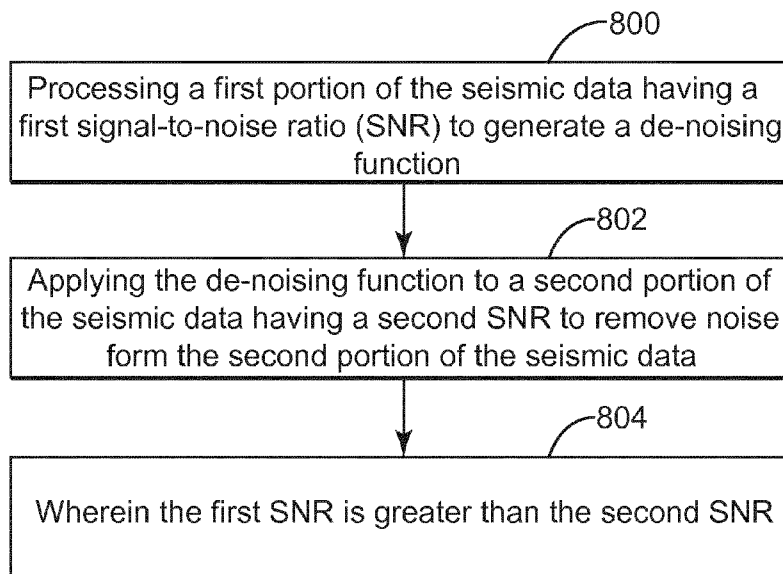 800
Processing a first portion of the seismic data having a
first signal-to-noise ratio (SNR) to generate a de-noising
function
802
Applying the de-noising function to a second portion of
the seismic data having a second SNR to remove noise
form the second portion of the seismic data
804
Wherein the first SNR is greater than the second SNR